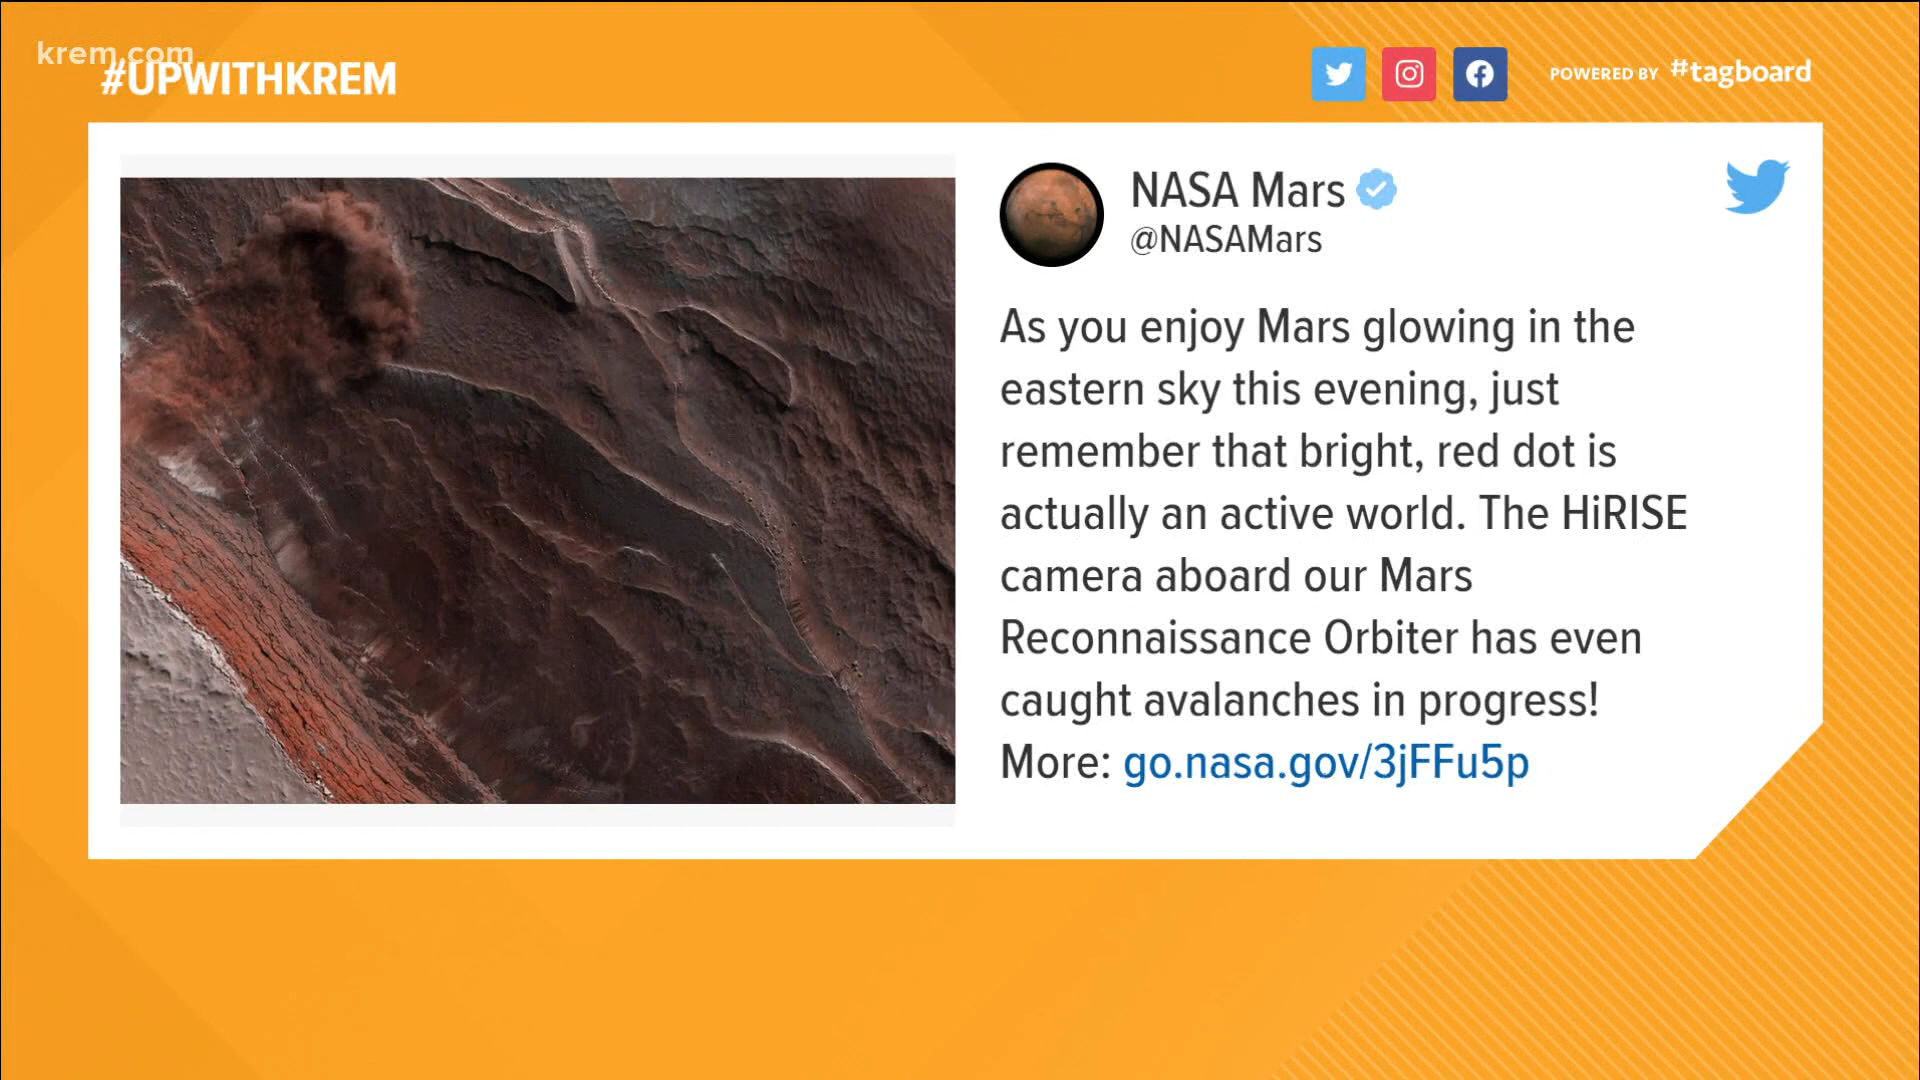 krem.com
#UPWITHKREM
POWERED BY #tagboard
NASA Mars
@NASAMars
As you enjoy Mars glowing in the
eastern sky this evening, just
remember that bright, red dot is
actually an active world. The HiRISE
camera aboard our Mars
Reconnaissance Orbiter has even
caught avalanches in progress!
More: go.nasa.gov/3jFFu5p